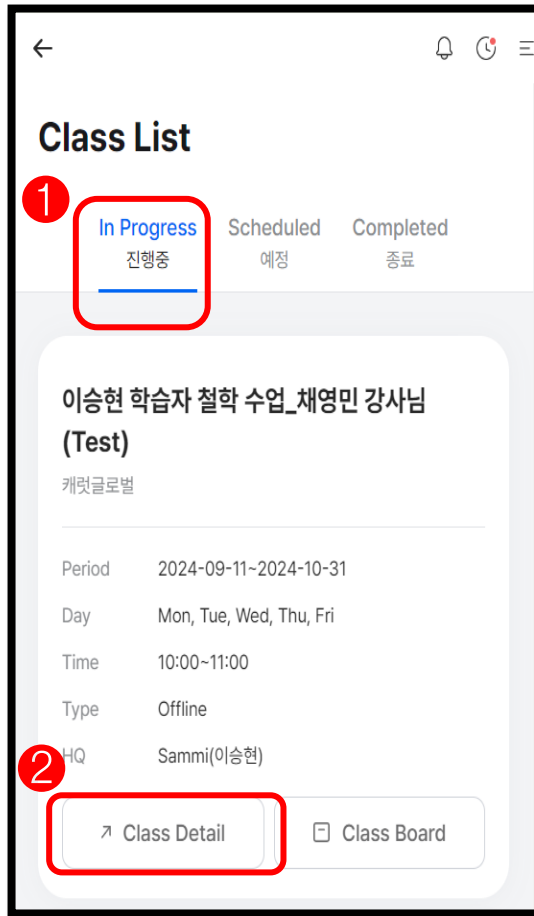 Class List
1
In Progress Scheduled Completed
진행중 예정 종료
이승현 학습자 철학 수업_채영민 강사님
(Test)
캐럿글로벌
Period 2024-09-11~2024-10-31
Day Mon, Tue, Wed, Thu, Fri
Time 10:00~11:00
Type Offline
2
HQ Sammi(이승현)
Class Detail Class Board